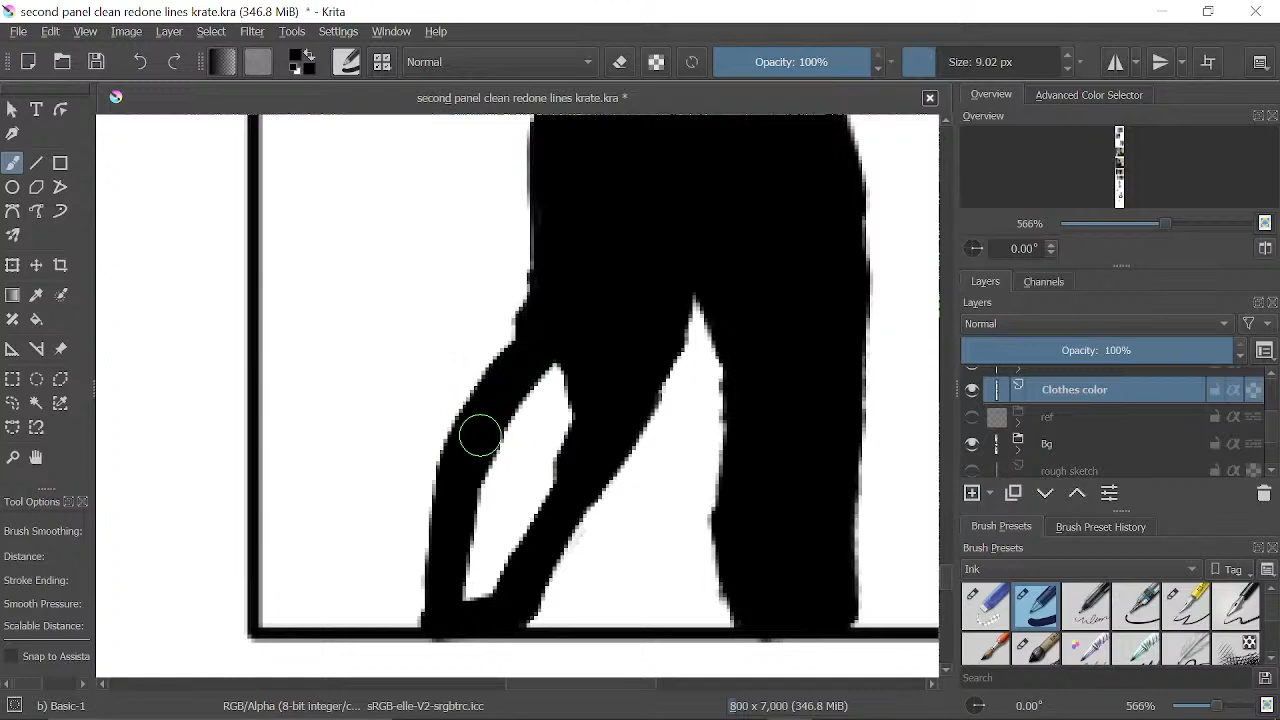 second panel clean redone lines krate.kra (346.8 MiB) * - Krita
File Edit View Image Layer Select Filter Tools Settings Window Help
Normal Opacity: 100% Size: 9.02 px
second panel clean redone lines krate.kra *
Overview Advanced Color Selector
Overview
566%
0.00°
Layers Channels
Layers
Normal
Opacity: 100%
Clothes color
ref
Bg
rough sketch
Tool Options
Brush Presets Brush Preset History
Brush Smoothing:
Brush Presets
Distance:
Ink Tag
Stroke Ending:
Smooth Pressure:
Scalable Distance:
Snap to Assista
Search
b) Basic-1 RGB/Alpha (8-bit integer/c... sRGB-elle-V2-srgbtrc.icc 800 x 7,000 (346.8 MiB) 0.00° 566%